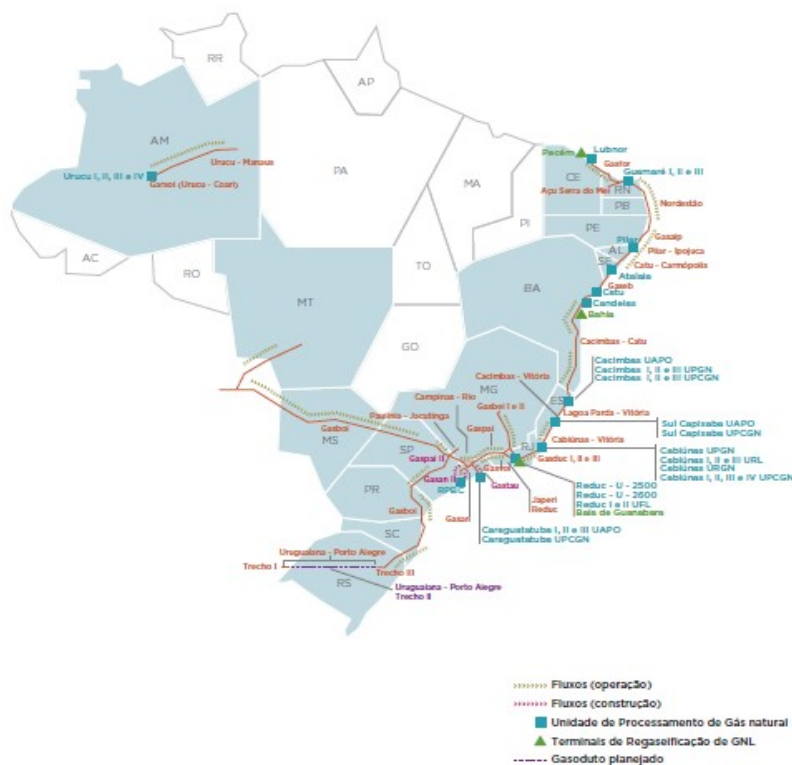 RR
AP
AM
Urucu - Manaus
Urucu I, II, III e IV
Garsol (Urucu - Coari)
PA
MA
PI
AC
RO
TO
MT
GO
BA
Pecém
Lubnor
Gasfor
Guamaré I, II e III
CE
RN
Açu Serra do Mel
PB
Nordestão
PE
Gasalp
Pilar
AL
Pilar - Ipojuca
SE
Catu - Carmópolis
Atalaia
Gaseb
Catu
Candeias
Bahia
Cacimbas - Catu
Cacimbas UAPO
Cacimbas I, II e III UPGN
Cacimbas I, II e III UPCGN
Cacimbas - Vitória
MG
Campinas - Rio
Gasbel I e II
ES
Lagoa Parda - Vitória
Paulínia - Jacutinga
Sul Capixaba UAPO
Sul Capixaba UPCGN
Gasbol
Gaspal
Cabiúnas - Vitória
MS
SP
RJ
Gaspal II
Gasduc I, II e III
Cabiúnas UPGN
Cabiúnas I, II e III URL
Cabiúnas URGN
Cabiúnas I, II, III e IV UPCGN
Gasan II
RPBC
Gastau
PR
Reduc - U - 2500
Reduc - U - 2600
Reduc I e II UFL
Baía de Guanabara
Japeri
Reduc
Gasan
Gasbol
Caraguatatuba I, II e III UAPO
Caraguatatuba UPCGN
SC
Uruguaiana - Porto Alegre
Trecho I
Trecho III
RS
Uruguaiana - Porto Alegre
Trecho II
Fluxos (operação)
Fluxos (construção)
Unidade de Processamento de Gás natural
Terminais de Regaseificação de GNL
Gasoduto planejado